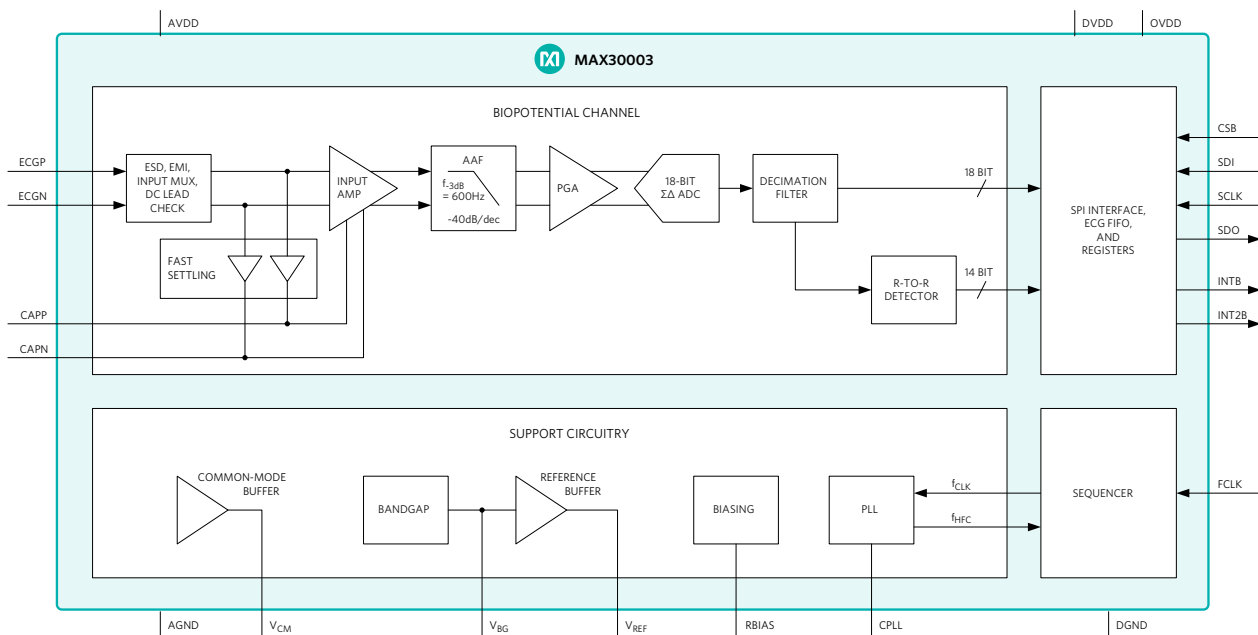 AVDD
DVDD
OVDD
MAX30003
BIOPOTENTIAL CHANNEL
ECGP
ECGN
ESD, EMI,
INPUT MUX,
DC LEAD
CHECK
INPUT
AMP
AAF
f-3dB
= 600Hz
-40dB/dec
PGA
18-BIT
ΣΔ ADC
DECIMATION
FILTER
18 BIT
FAST
SETTLING
R-TO-R
DETECTOR
14 BIT
CAPP
CAPN
SPI INTERFACE,
ECG FIFO,
AND
REGISTERS
CSB
SDI
SCLK
SDO
INTB
INT2B
SUPPORT CIRCUITRY
COMMON-MODE
BUFFER
BANDGAP
REFERENCE
BUFFER
BIASING
PLL
fCLK
fHFC
SEQUENCER
FCLK
AGND
VCM
VBG
VREF
RBIAS
CPLL
DGND